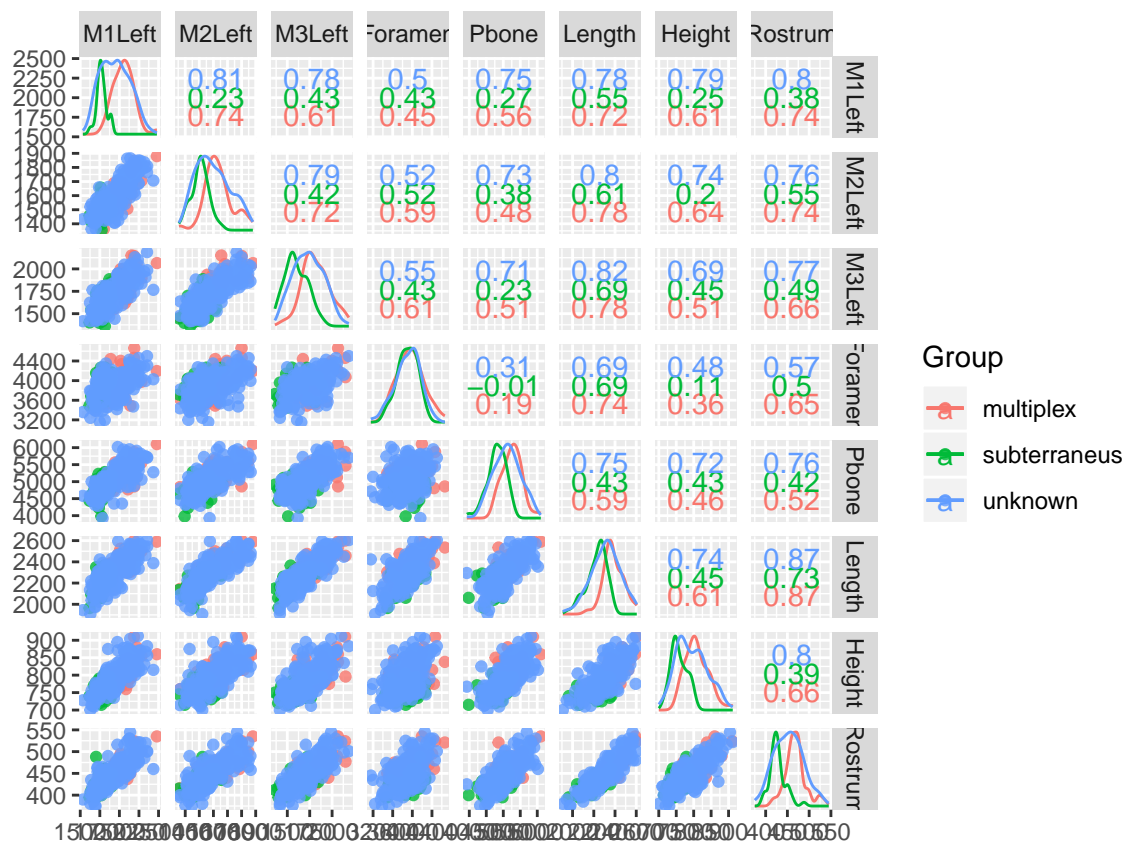 M1Left M2Left M3Left Foramen Pbone Length Height Rostrum
2500
2250
2000
1750
1500
0.81 0.78 0.5 0.75 0.78 0.79 0.8
0.23 0.43 0.43 0.27 0.55 0.25 0.38
0.74 0.61 0.45 0.56 0.72 0.61 0.74
M1Left
1900
1800
1700
1600
1500
1400
0.79 0.52 0.73 0.8 0.74 0.76
0.42 0.52 0.38 0.61 0.2 0.55
0.72 0.59 0.48 0.78 0.64 0.74
M2Left
2000
1750
1500
0.55 0.71 0.82 0.69 0.77
0.43 0.23 0.69 0.45 0.49
0.61 0.51 0.78 0.51 0.66
M3Left
4400
4000
3600
3200
0.31 0.69 0.48 0.57
−0.01 0.69 0.11 0.5
0.19 0.74 0.36 0.65
Foramen
6000
5500
5000
4500
4000
0.75 0.72 0.76
0.43 0.43 0.42
0.59 0.46 0.52
Pbone
2600
2400
2200
2000
0.74 0.87
0.45 0.73
0.61 0.87
Length
900
850
800
750
700
0.8
0.39
0.66
Height
550
500
450
400
Rostrum
Group
a multiplex
a subterraneus
a unknown